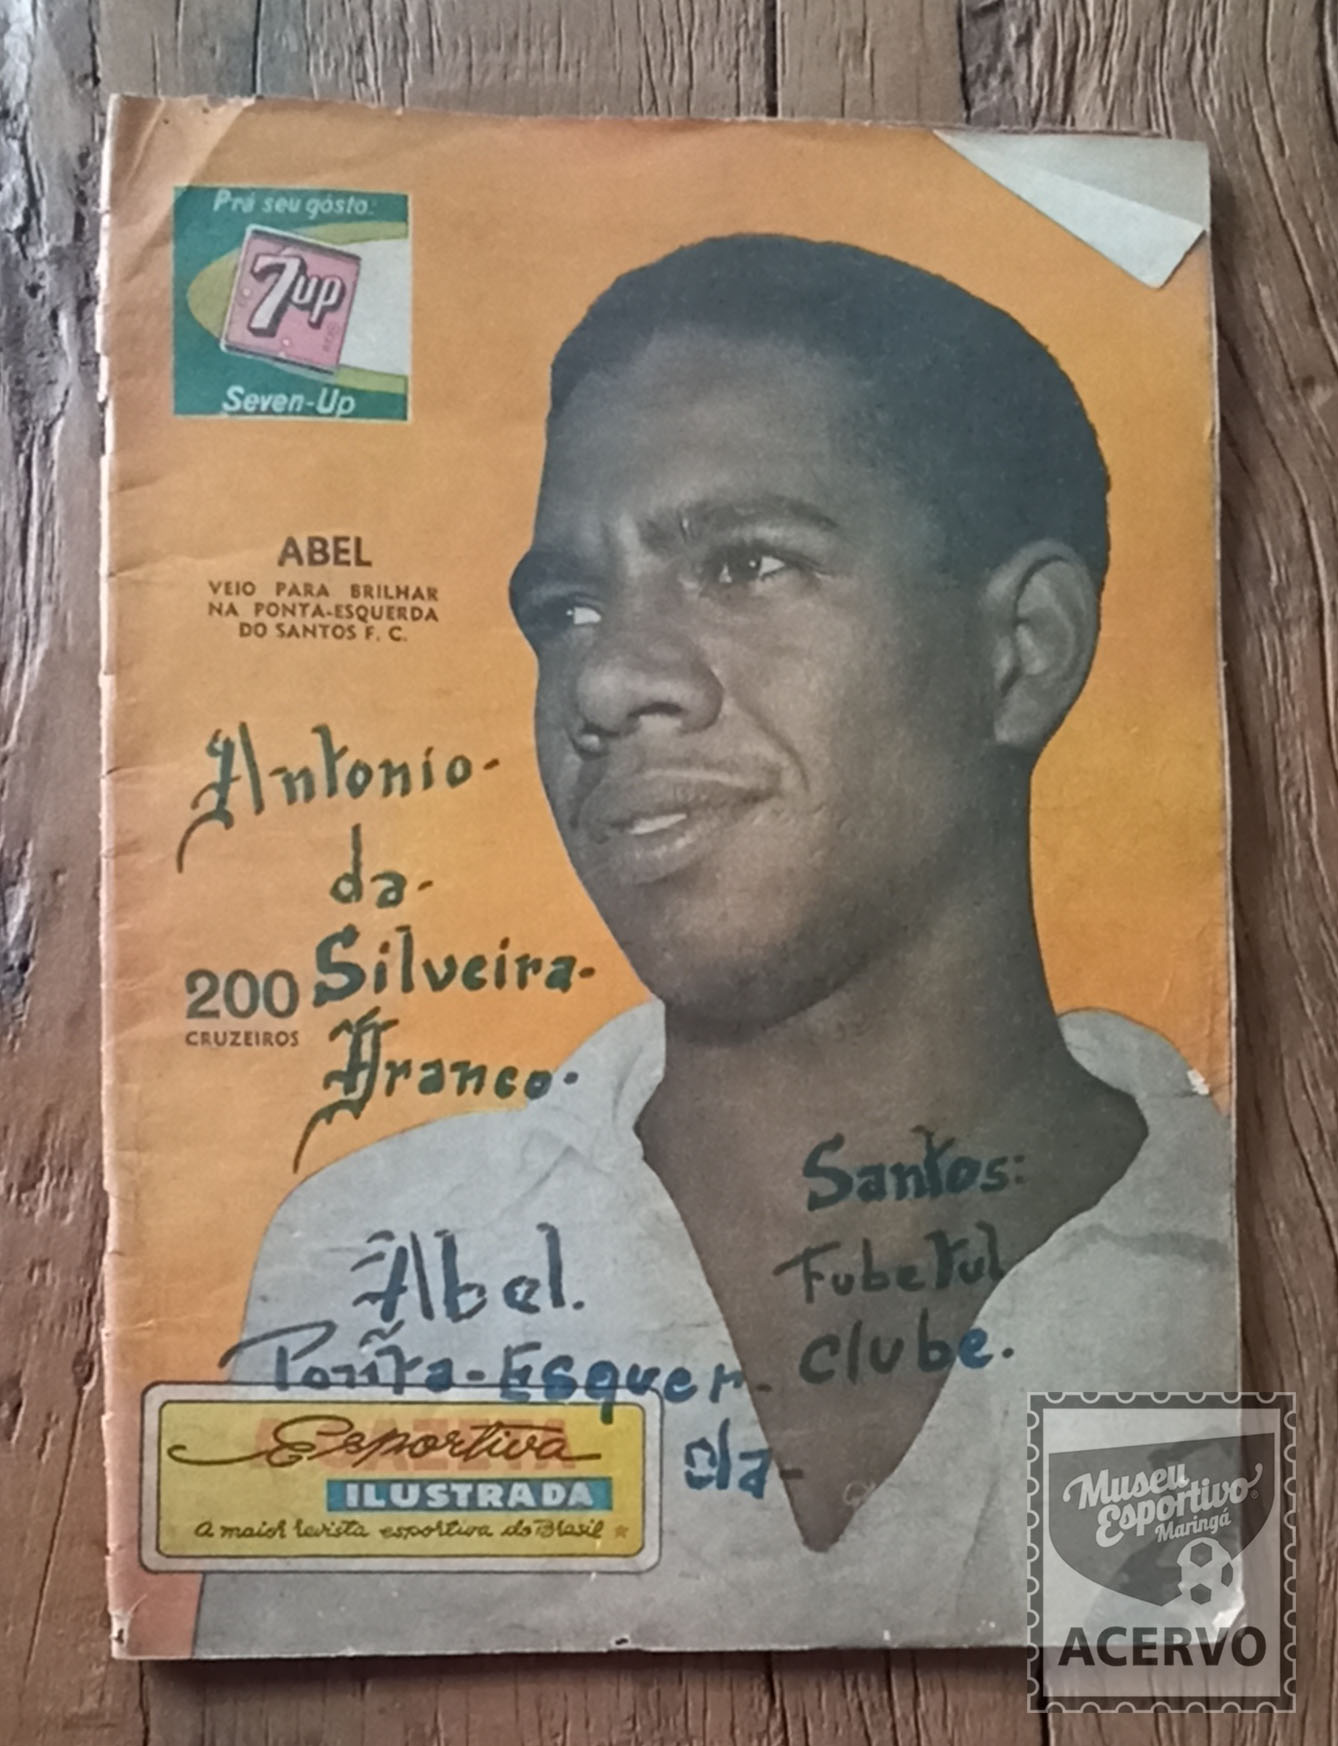 Prá seu gôsto:
7up
Seven-Up
ABEL
VEIO PARA BRILHAR
NA PONTA-ESQUERDA
DO SANTOS F. C.
Antonio-
da-
Silveira-
200
CRUZEIROS
Franco.
Santos:
Futebul
Clube.
Abel.
Ponta-Esquer-
da-
A GAZETA
Esportiva
ILUSTRADA
A maior revista esportiva do Brasil
Museu
Esportivo
Maringá
ACERVO